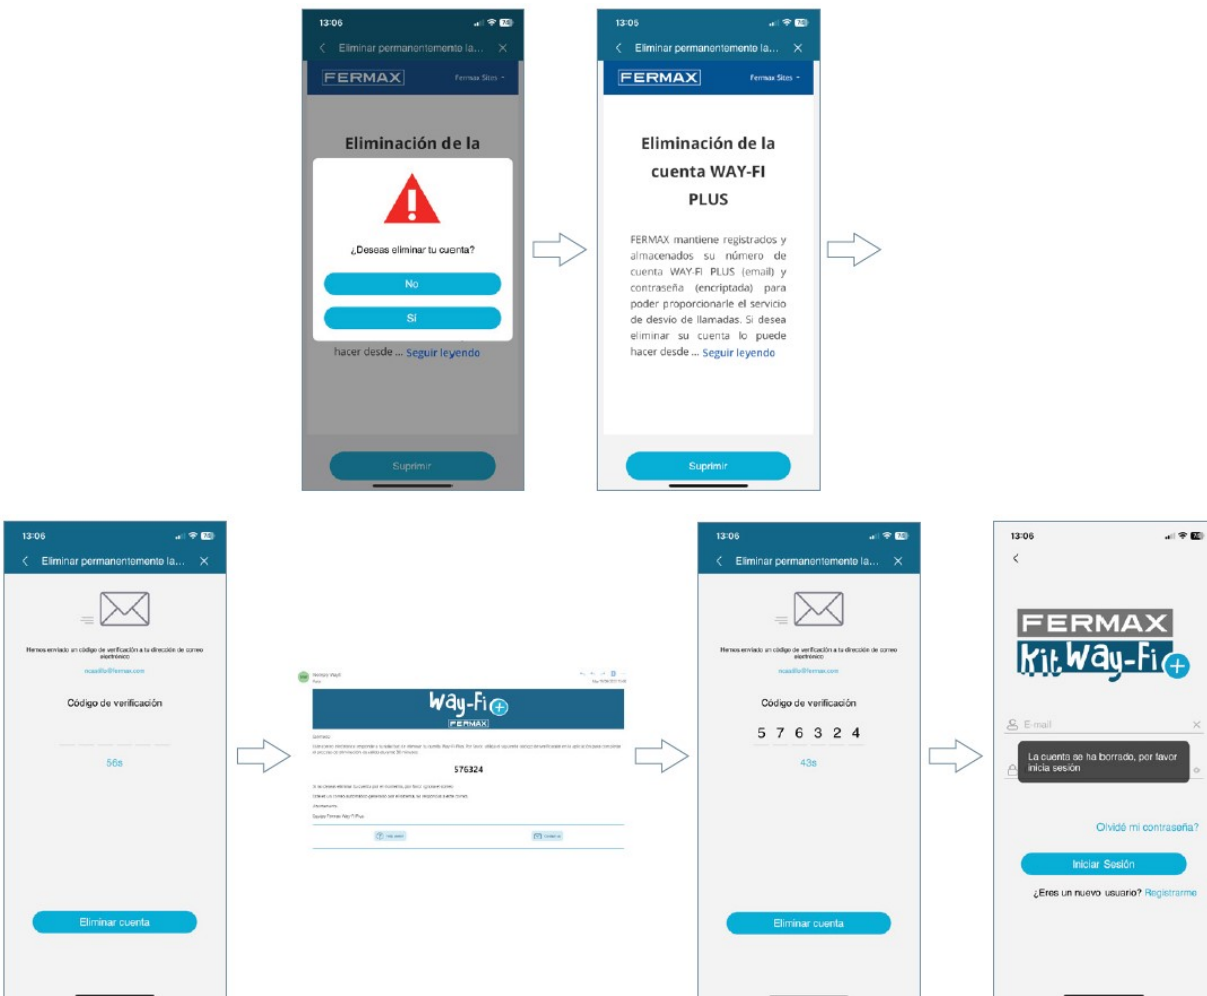 13:06
Eliminar permanentemente la...
FERMAX
Fermax Sites
Eliminación de la
¿Deseas eliminar tu cuenta?
No
Sí
hacer desde ... Seguir leyendo
Suprimir
13:05
Eliminar permanentemente la...
FERMAX
Fermax Sites
Eliminación de la
cuenta WAY-FI
PLUS
FERMAX mantiene registrados y
almacenados su número de
cuenta WAY-FI PLUS (email) y
contraseña (encriptada) para
poder proporcionarle el servicio
de desvío de llamadas. Si desea
eliminar su cuenta lo puede
hacer desde ... Seguir leyendo
Suprimir
13:06
Eliminar permanentemente la...
Hemos enviado un código de verificación a tu dirección de correo
electrónico
Código de verificación
56s
Eliminar cuenta
Way-Fi+
FERMAX
576324
13:06
Eliminar permanentemente la...
Hemos enviado un código de verificación a tu dirección de correo
electrónico
Código de verificación
5 7 6 3 2 4
43s
Eliminar cuenta
13:06
FERMAX
Kit Way-Fi+
E-mail
La cuenta se ha borrado, por favor
inicia sesión
Olvidé mi contraseña?
Iniciar Sesión
¿Eres un nuevo usuario? Registrarme